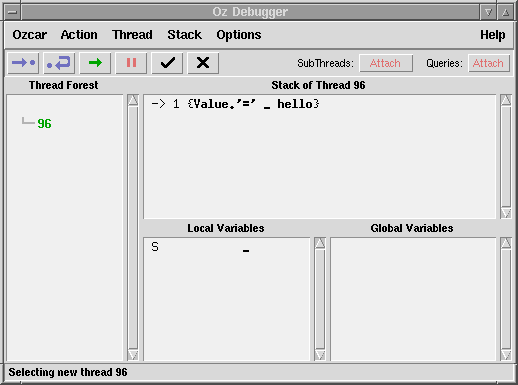 Oz Debugger
Ozcar Action Thread Stack Options Help
SubThreads: Attach Queries: Attach
Thread Forest
96
Stack of Thread 96
-> 1 {Value.'=' _ hello}
Local Variables
S _
Global Variables
Selecting new thread 96